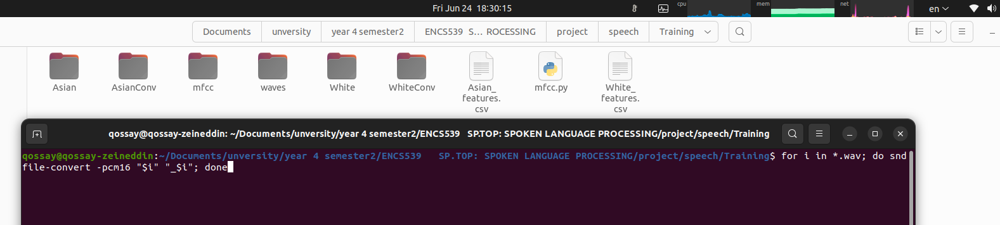 Fri Jun 24 18:30:15
cpu
mem
net
en
Documents unversity year 4 semester2 ENCS539 S... ROCESSING project speech Training
Asian AsianConv mfcc waves White WhiteConv Asian_ mfcc.py White_
features. features.
csv csv
qossay@qossay-zeineddin: ~/Documents/unversity/year 4 semester2/ENCS539 SP.TOP: SPOKEN LANGUAGE PROCESSING/project/speech/Training
qossay@qossay-zeineddin:~/Documents/unversity/year 4 semester2/ENCS539   SP.TOP: SPOKEN LANGUAGE PROCESSING/project/speech/Training$ for i in *.wav; do snd
file-convert -pcm16 "$i" "_$i"; done